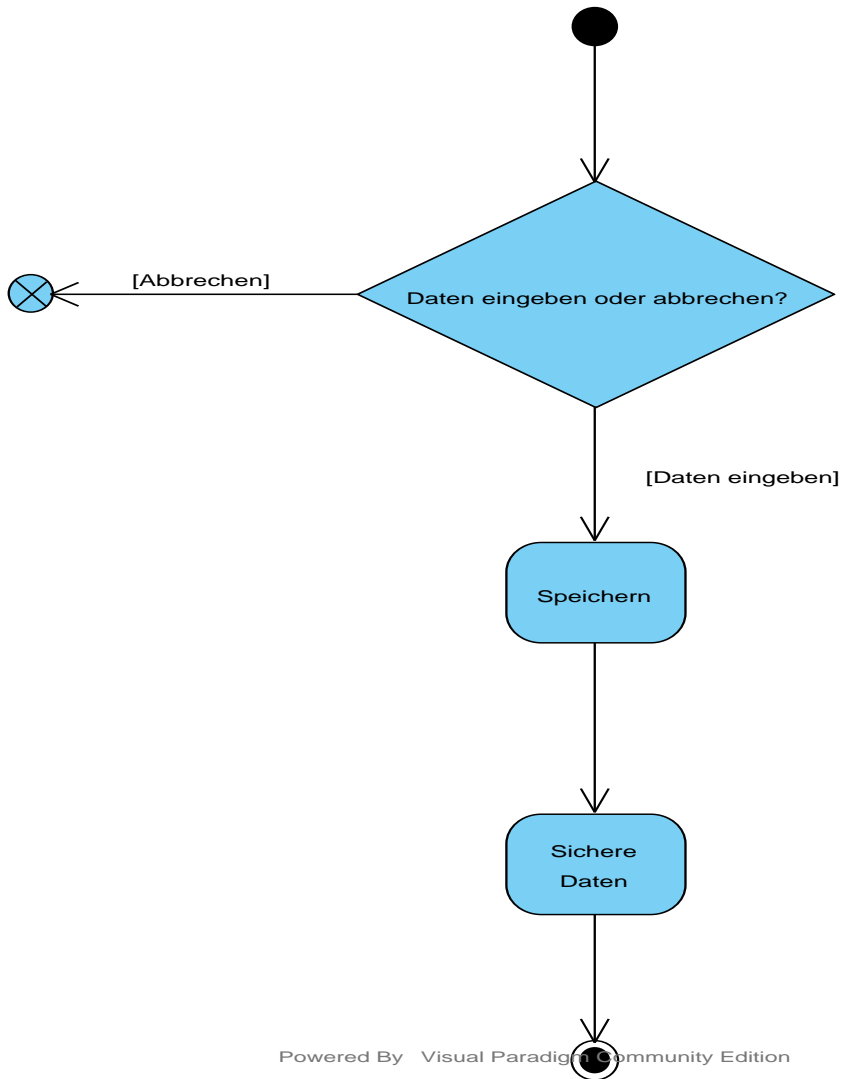 [Abbrechen]
Daten eingeben oder abbrechen?
[Daten eingeben]
Speichern
Sichere
Daten
Powered By Visual Paradigm Community Edition